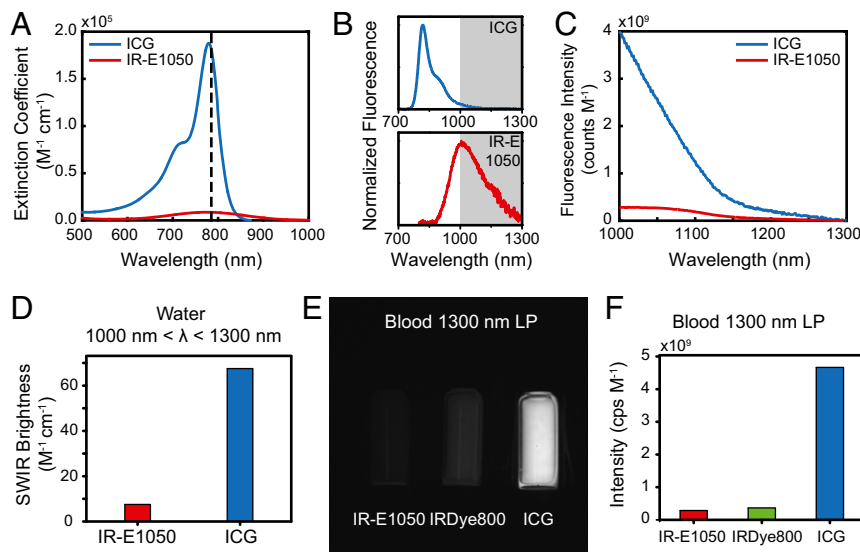 A
x10⁵
2.0
1.5
1.0
0.5
0.0
Extinction Coefficient
(M⁻¹ cm⁻¹)
ICG
IR-E1050
500 600 700 800 900 1000
Wavelength (nm)
B
Normalized Fluorescence
ICG
700 1000 1300
IR-E
1050
700 1000 1300
Wavelength (nm)
C
x10⁹
4
3
2
1
0
Fluorescence Intensity
(counts M⁻¹)
ICG
IR-E1050
1000 1100 1200 1300
Wavelength (nm)
D
Water
1000 nm < λ < 1300 nm
SWIR Brightness
(M⁻¹ cm⁻¹)
60
40
20
0
IR-E1050 ICG
E
Blood 1300 nm LP
IR-E1050 IRDye800 ICG
F
Blood 1300 nm LP
x10⁹
5
4
3
2
1
0
Intensity (cps M⁻¹)
IR-E1050 IRDye800 ICG